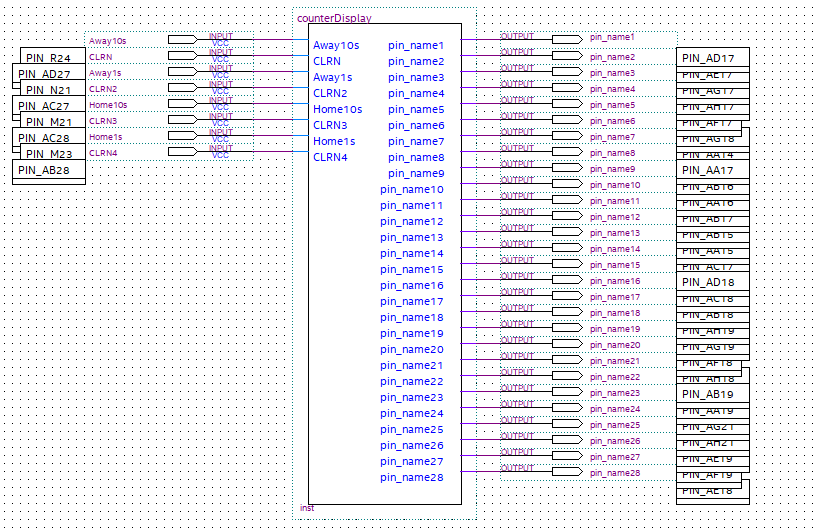 counterDisplay
Away10s INPUT VCC Away10s pin_name1 OUTPUT pin_name1
PIN_R24 CLRN INPUT VCC CLRN pin_name2 OUTPUT pin_name2 PIN_AD17
PIN_AD27 Away1s INPUT VCC Away1s pin_name3 OUTPUT pin_name3 PIN_AE17
PIN_N21 CLRN2 INPUT VCC CLRN2 pin_name4 OUTPUT pin_name4 PIN_AG17
PIN_AC27 Home10s INPUT VCC Home10s pin_name5 OUTPUT pin_name5 PIN_AH17
PIN_M21 CLRN3 INPUT VCC CLRN3 pin_name6 OUTPUT pin_name6 PIN_AF17
PIN_AC28 Home1s INPUT VCC Home1s pin_name7 OUTPUT pin_name7 PIN_AG18
PIN_M23 CLRN4 INPUT VCC CLRN4 pin_name8 OUTPUT pin_name8 PIN_AA14
PIN_AB28 pin_name9 OUTPUT pin_name9 PIN_AA17
pin_name10 OUTPUT pin_name10 PIN_AB16
pin_name11 OUTPUT pin_name11 PIN_AA16
pin_name12 OUTPUT pin_name12 PIN_AB17
pin_name13 OUTPUT pin_name13 PIN_AB15
pin_name14 OUTPUT pin_name14 PIN_AA15
pin_name15 OUTPUT pin_name15 PIN_AC17
pin_name16 OUTPUT pin_name16 PIN_AD18
pin_name17 OUTPUT pin_name17 PIN_AC18
pin_name18 OUTPUT pin_name18 PIN_AB18
pin_name19 OUTPUT pin_name19 PIN_AH19
pin_name20 OUTPUT pin_name20 PIN_AG19
pin_name21 OUTPUT pin_name21 PIN_AF18
pin_name22 OUTPUT pin_name22 PIN_AH18
pin_name23 OUTPUT pin_name23 PIN_AB19
pin_name24 OUTPUT pin_name24 PIN_AA19
pin_name25 OUTPUT pin_name25 PIN_AG21
pin_name26 OUTPUT pin_name26 PIN_AH21
pin_name27 OUTPUT pin_name27 PIN_AE19
pin_name28 OUTPUT pin_name28 PIN_AF19
PIN_AE18
inst